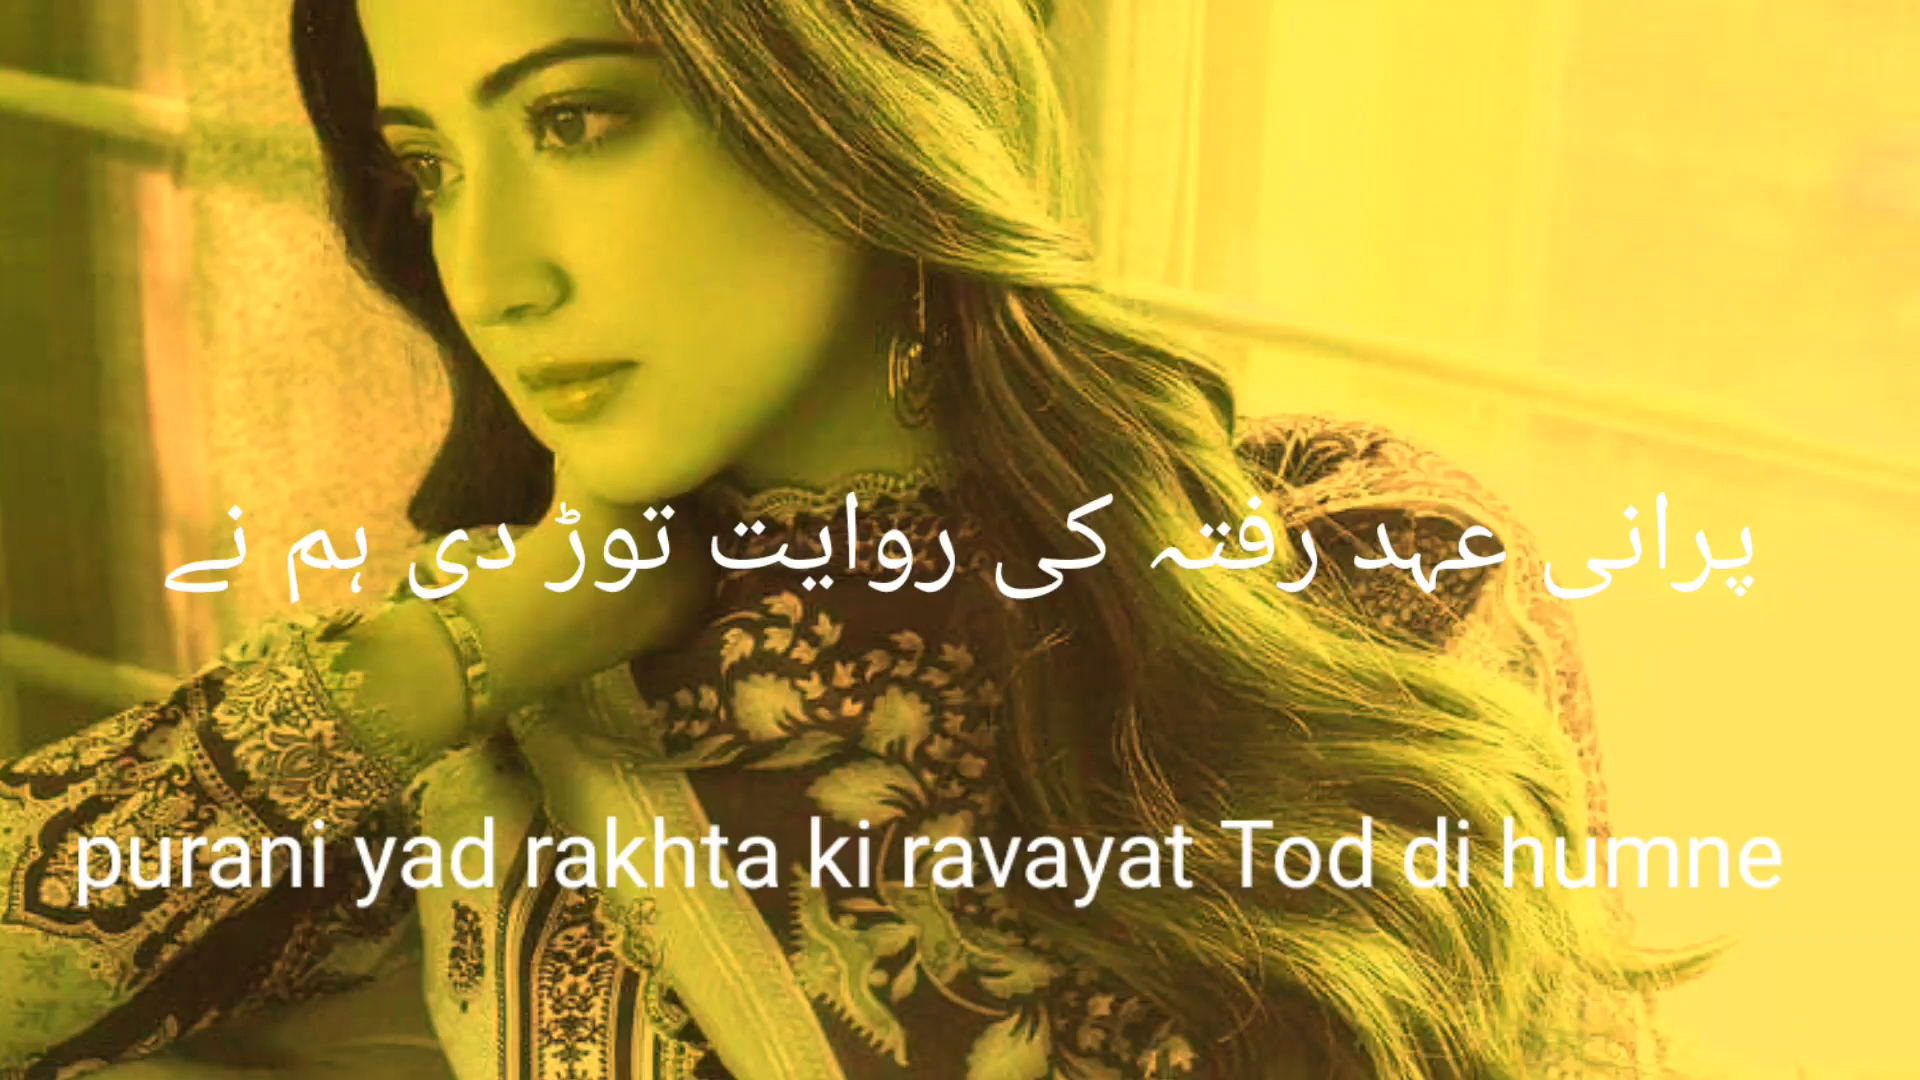 پرانی عہد رفتہ کی روایت توڑ دی ہم نے
purani yad rakhta ki ravayat Tod di humne